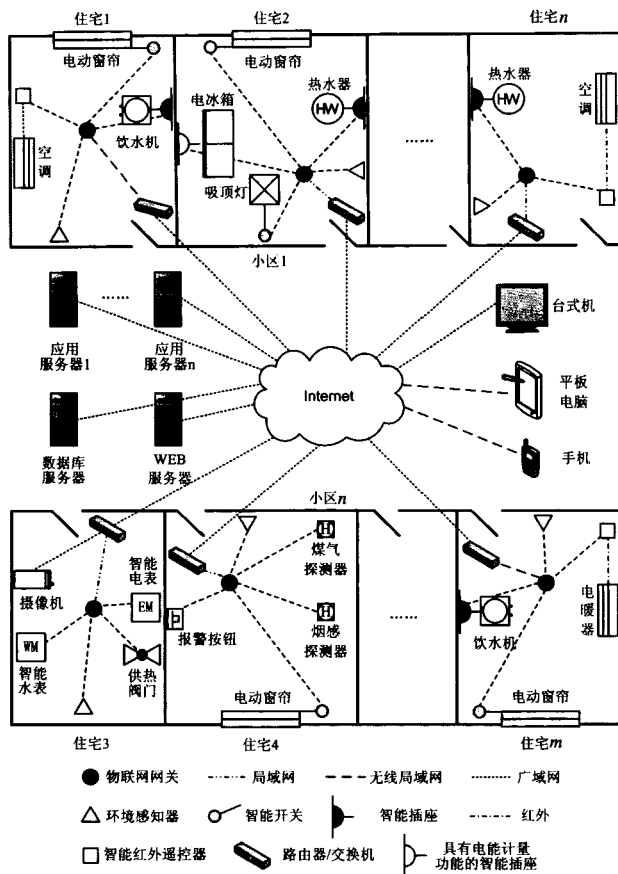 住宅1
住宅2
住宅n
电动窗帘
电动窗帘
电冰箱
热水器
HW
热水器
HW
空调
空调
饮水机
吸顶灯
……
小区1
……
应用
服务器1
应用
服务器n
台式机
Internet
平板
电脑
数据库
服务器
WEB
服务器
手机
小区n
智能
电表
煤气
探测器
H
摄像机
EM
报警按钮
烟感
探测器
H
……
饮水机
电暖器
WM
智能
水表
供热
阀门
电动窗帘
电动窗帘
住宅3
住宅4
住宅m
物联网网关
局域网
无线局域网
广域网
环境感知器
智能开关
智能插座
红外
智能红外遥控器
路由器/交换机
具有电能计量
功能的智能插座